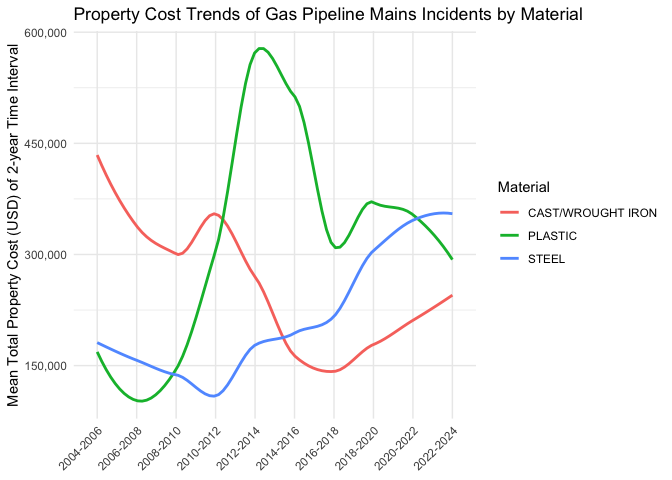 Property Cost Trends of Gas Pipeline Mains Incidents by Material
Mean Total Property Cost (USD) of 2-year Time Interval
600,000
450,000
300,000
150,000
2004-2006
2006-2008
2008-2010
2010-2012
2012-2014
2014-2016
2016-2018
2018-2020
2020-2022
2022-2024
Material
CAST/WROUGHT IRON
PLASTIC
STEEL